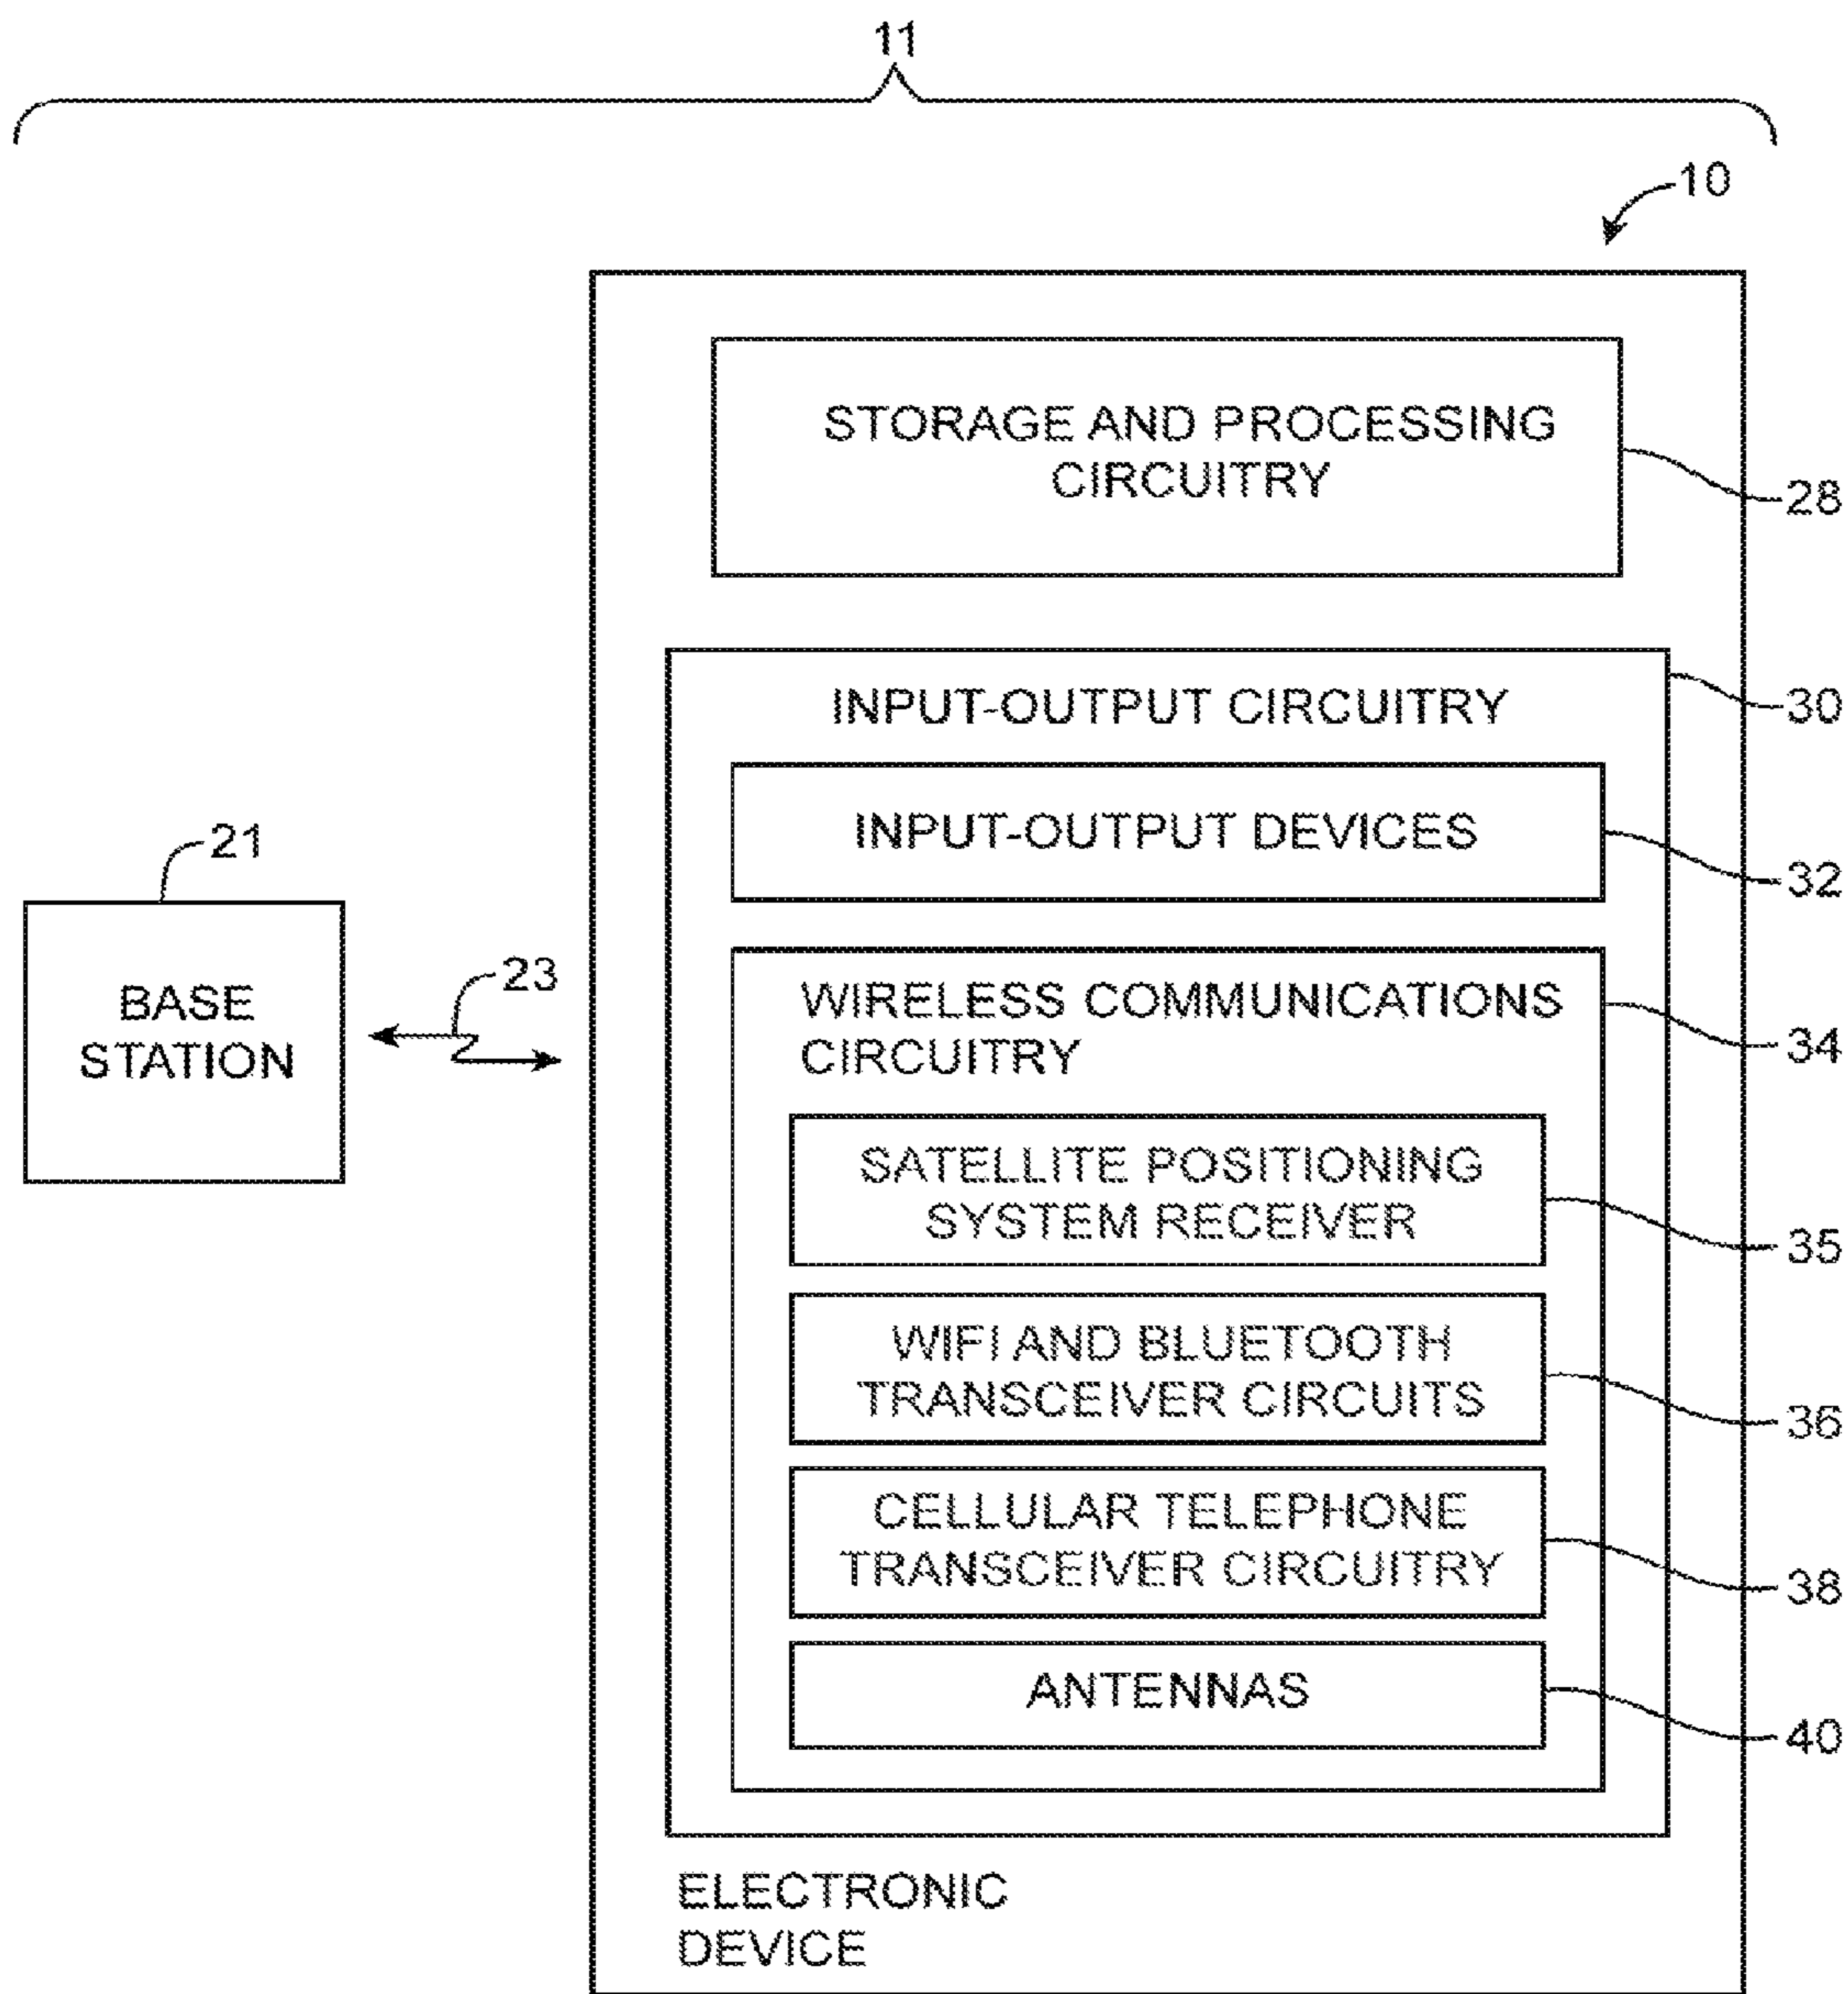 11
10
STORAGE AND PROCESSING
CIRCUITRY
28
INPUT-OUTPUT CIRCUITRY
30
INPUT-OUTPUT DEVICES
32
21
BASE
STATION
23
WIRELESS COMMUNICATIONS
CIRCUITRY
34
SATELLITE POSITIONING
SYSTEM RECEIVER
35
WIFI AND BLUETOOTH
TRANSCEIVER CIRCUITS
36
CELLULAR TELEPHONE
TRANSCEIVER CIRCUITRY
38
ANTENNAS
40
ELECTRONIC
DEVICE